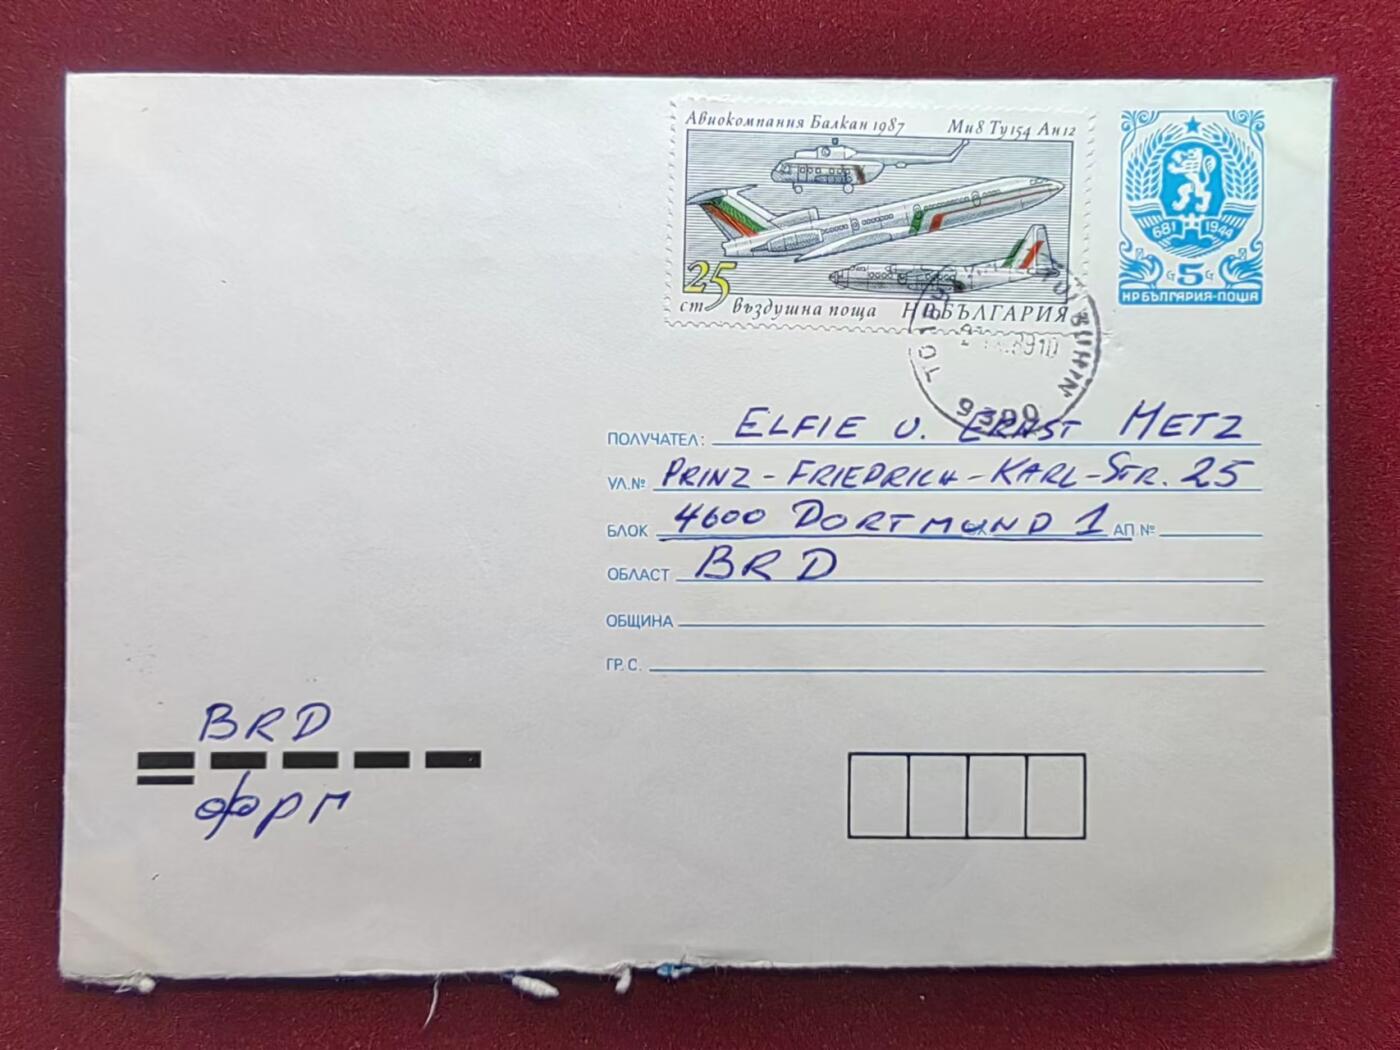 Авиокомпания Балкан 1987 Ми8 Ту154 Ан12
25
ст въздушна поща НРБЪЛГАРИЯ
681 1944
5
НРБЪЛГАРИЯ-ПОЩА
9300
ПОЛУЧАТЕЛ: ELFIE U. ERNST METZ
УЛ.№ PRINZ-FRIEDRICH-KARL-STR. 25
БЛОК 4600 DORTMUND 1 АП №
ОБЛАСТ BRD
ОБЩИНА
ГР. С.
BRD
фрг